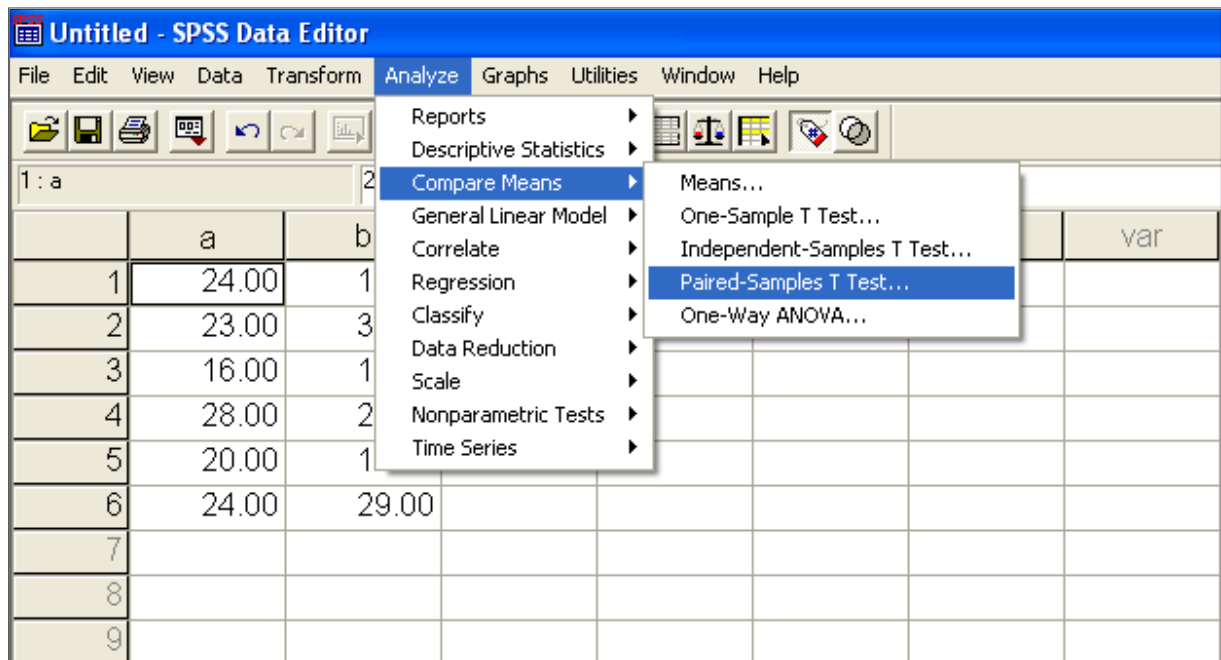 SPSS
Untitled - SPSS Data Editor
File Edit View Data Transform Analyze Graphs Utilities Window Help
1 : a 2
Reports
Descriptive Statistics
Compare Means
General Linear Model
Correlate
Regression
Classify
Data Reduction
Scale
Nonparametric Tests
Time Series
Means...
One-Sample T Test...
Independent-Samples T Test...
Paired-Samples T Test...
One-Way ANOVA...
a b var
1 24.00 1
2 23.00 3
3 16.00 1
4 28.00 2
5 20.00 1
6 24.00 29.00
7
8
9